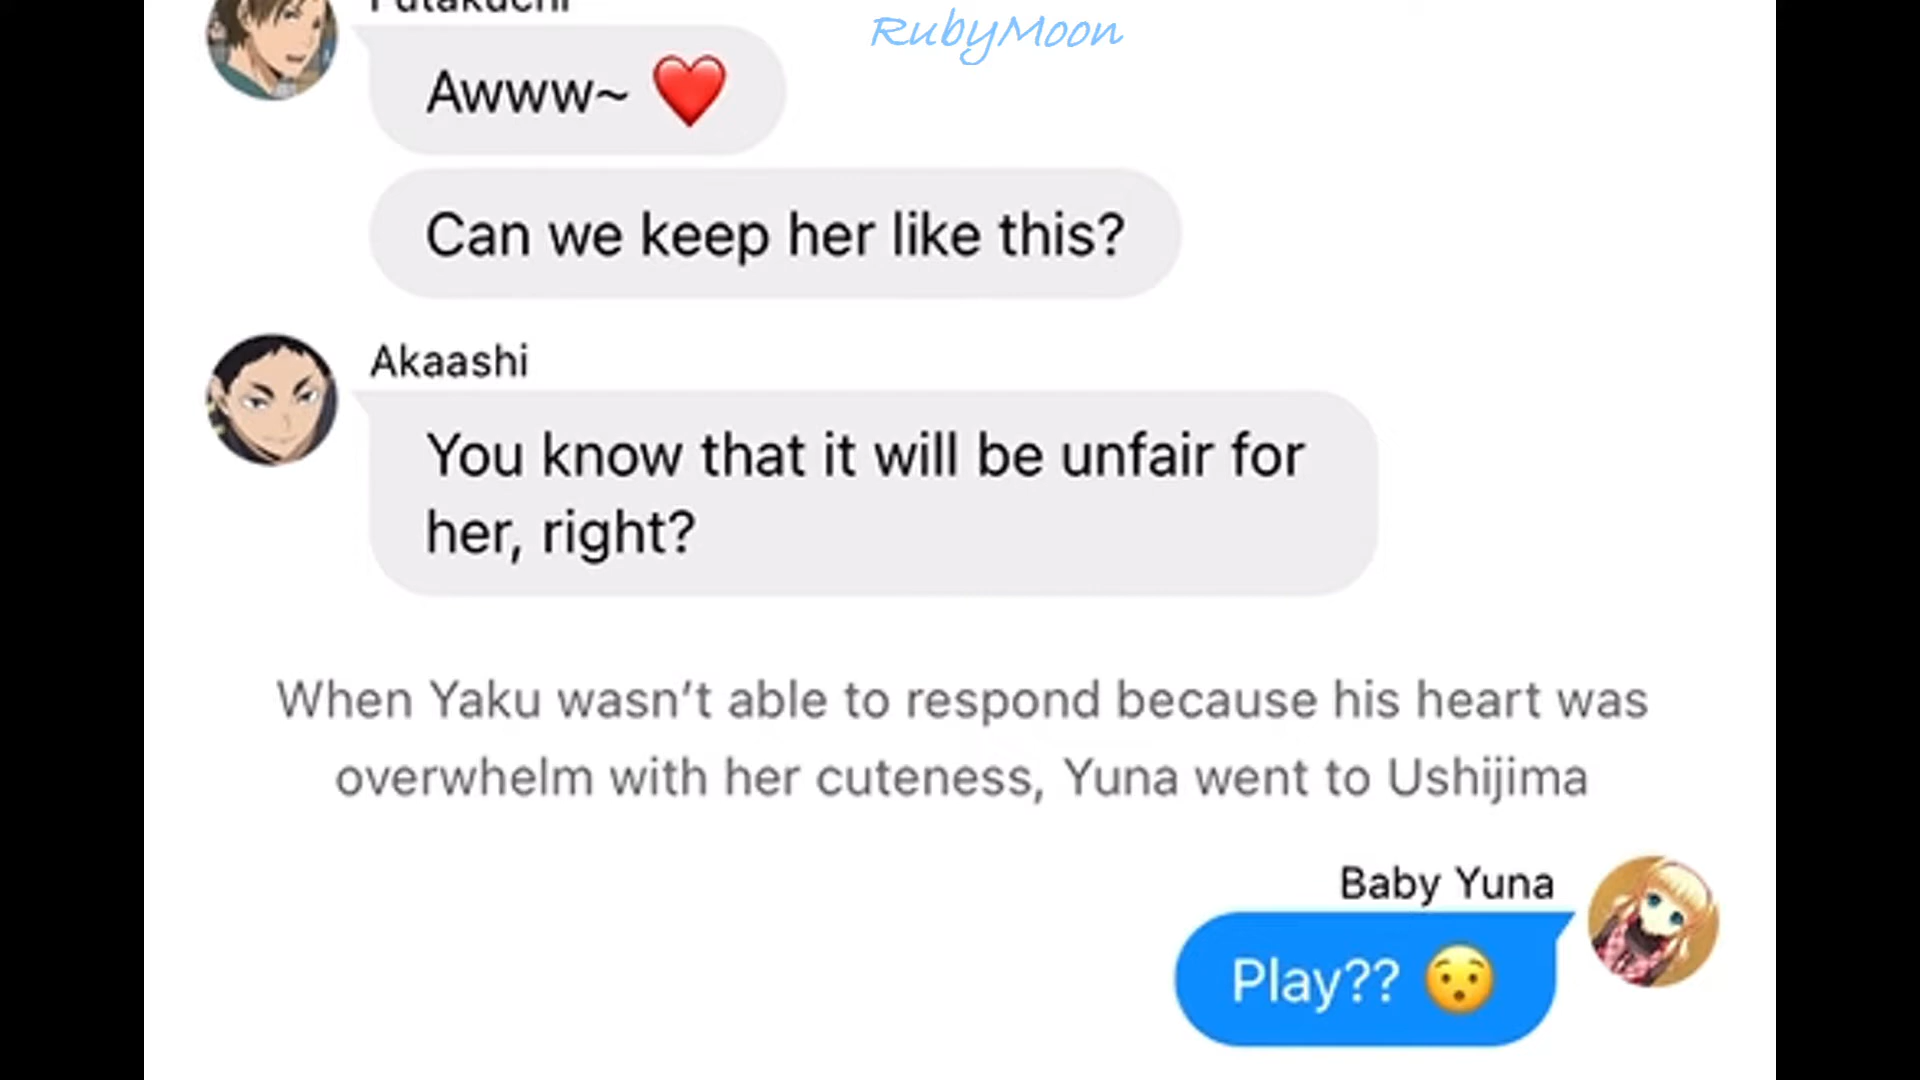 Futakuchi
RubyMoon
Awww~ ❤️
Can we keep her like this?
Akaashi
You know that it will be unfair for
her, right?
When Yaku wasn't able to respond because his heart was
overwhelm with her cuteness, Yuna went to Ushijima
Baby Yuna
Play?? 😯